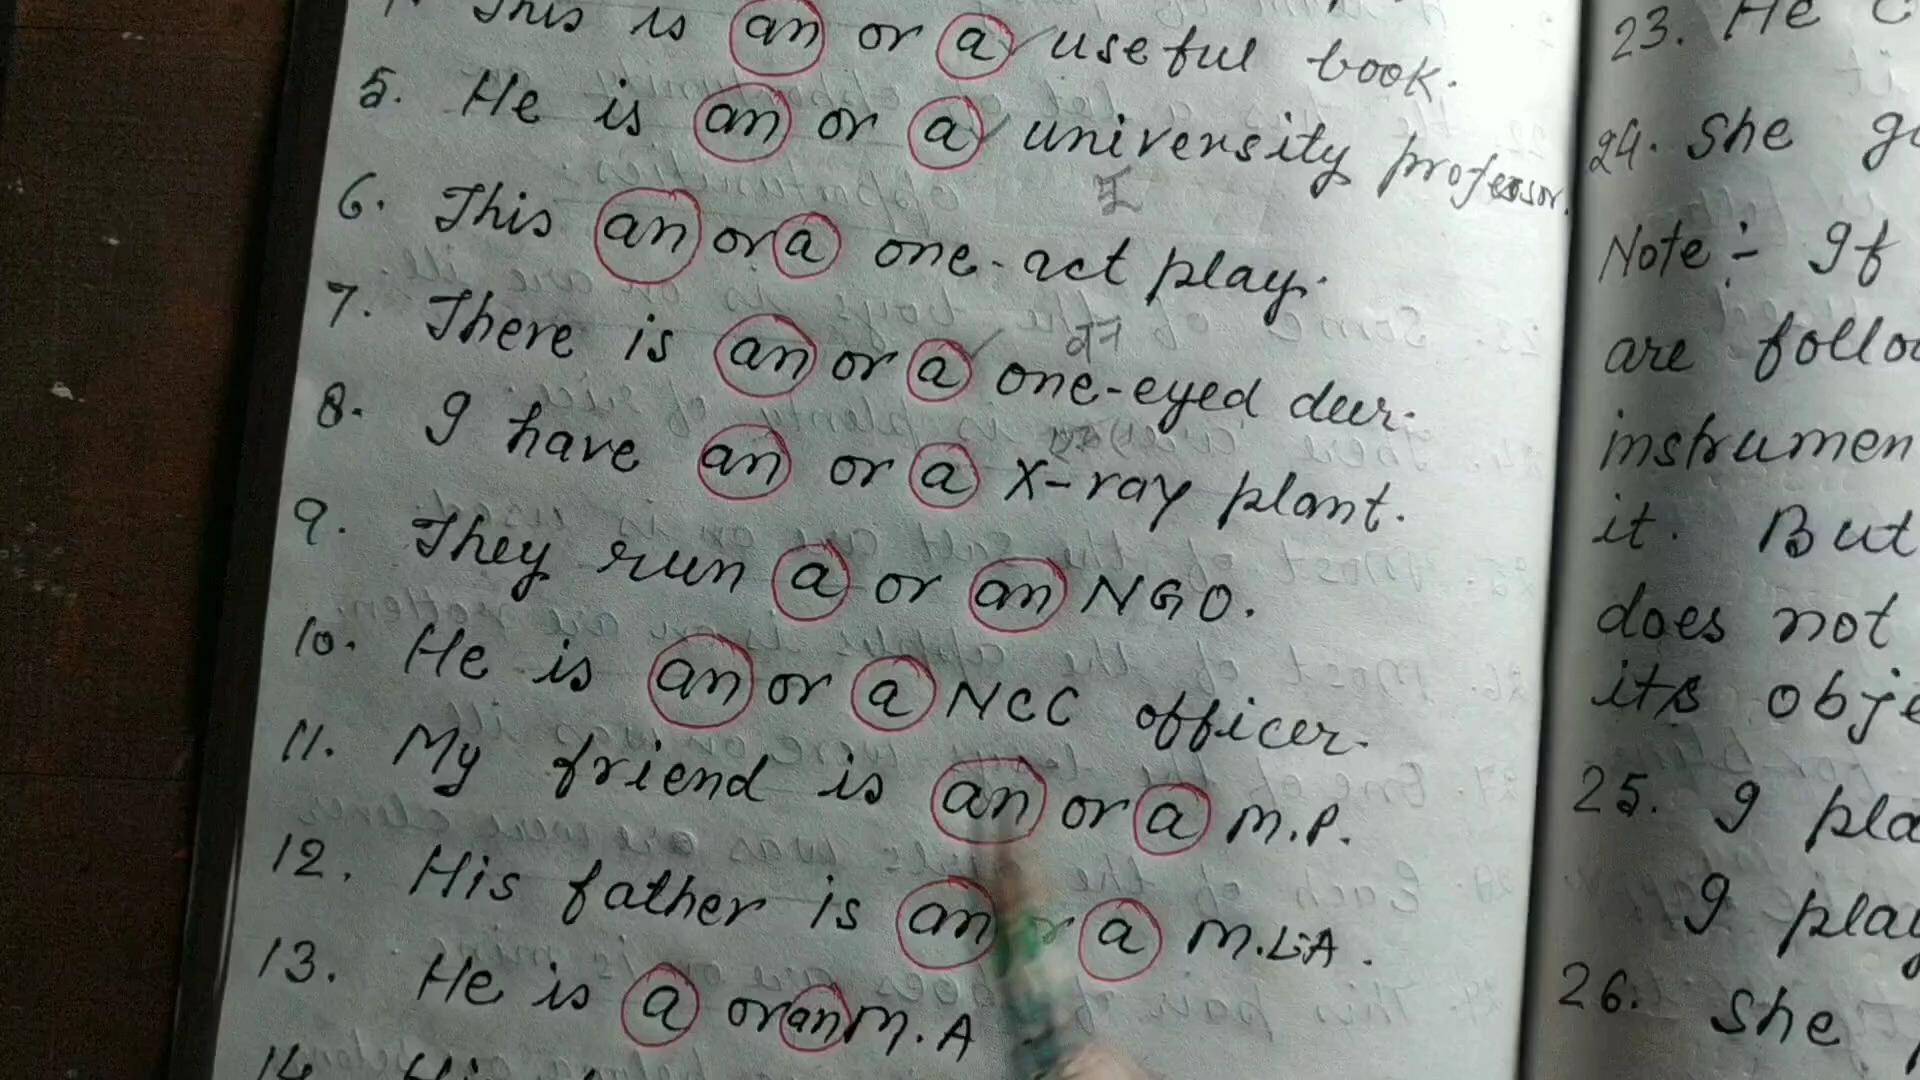 This is an or a useful book.
5. He is an or a university professor.
6. This an or a one-act play.
7. There is an or a one-eyed deer.
8. I have an or a X-ray plant.
9. They run a or an NGO.
10. He is an or a NCC officer.
11. My friend is an or a M.P.
12. His father is an or a M.L.A.
13. He is a or an M.A
14.
23. He
24. She
Note :- If
are
instrumen
it. But
does not
its obje
25. I pla
I play
26. She